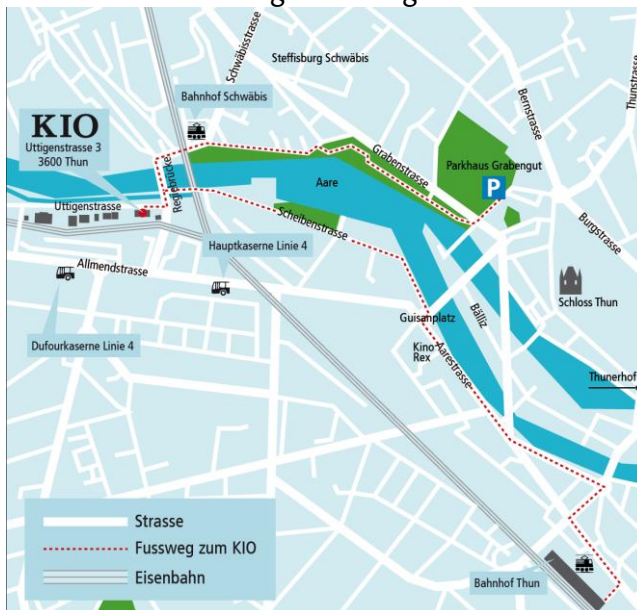 Schwäbisstrasse
Steffisburg Schwäbis
Thunstrasse
Bahnhof Schwäbis
Bernstrasse
KIO
Uttigenstrasse 3
3600 Thun
Grabenstrasse
Parkhaus Grabengut
P
Regiebrücke
Aare
Uttigenstrasse
Scheibenstrasse
Burgstrasse
Hauptkaserne Linie 4
Allmendstrasse
Schloss Thun
Guisanplatz
Bälliz
Dufourkaserne Linie 4
Kino
Rex
Aarestrasse
Thunerhof
Strasse
Fussweg zum KIO
Eisenbahn
Bahnhof Thun